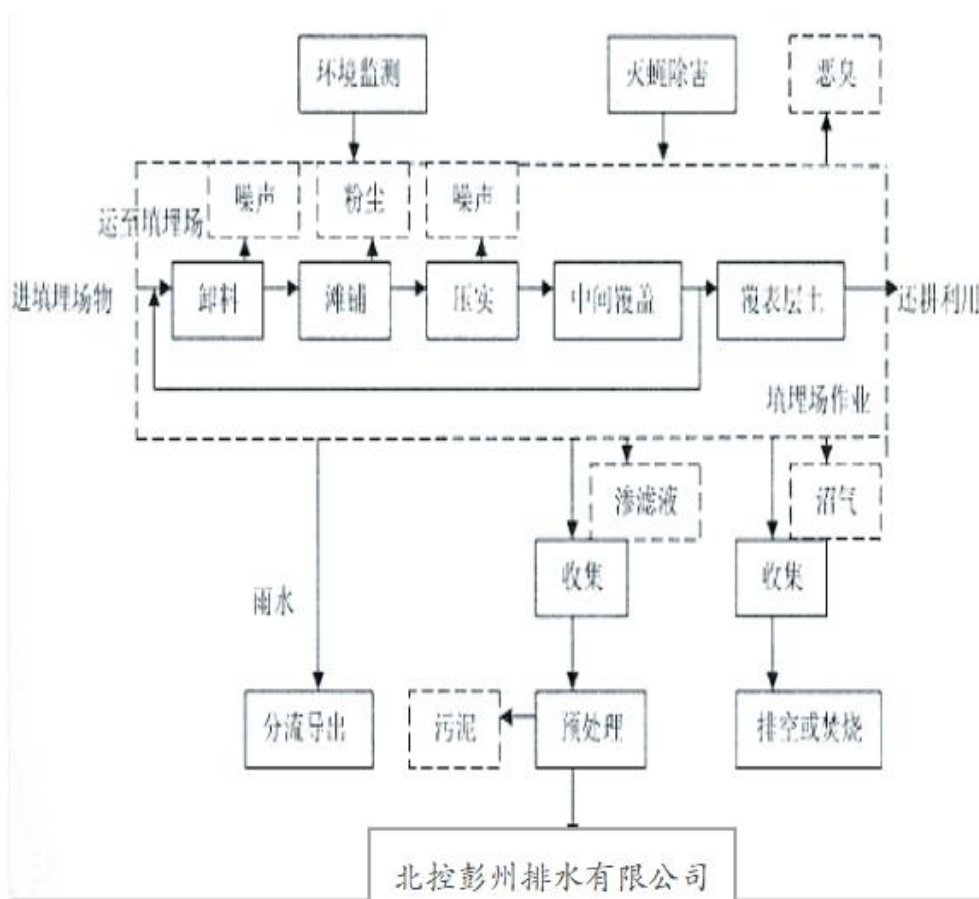 环境监测
灭蝇除害
恶臭
噪声
粉尘
噪声
运至填埋场
进填埋场物
卸料
滩铺
压实
中间覆盖
覆表层土
还耕利用
填埋场作业
渗滤液
沼气
收集
收集
雨水
分流导出
污泥
预处理
排空或焚烧
北控彭州排水有限公司